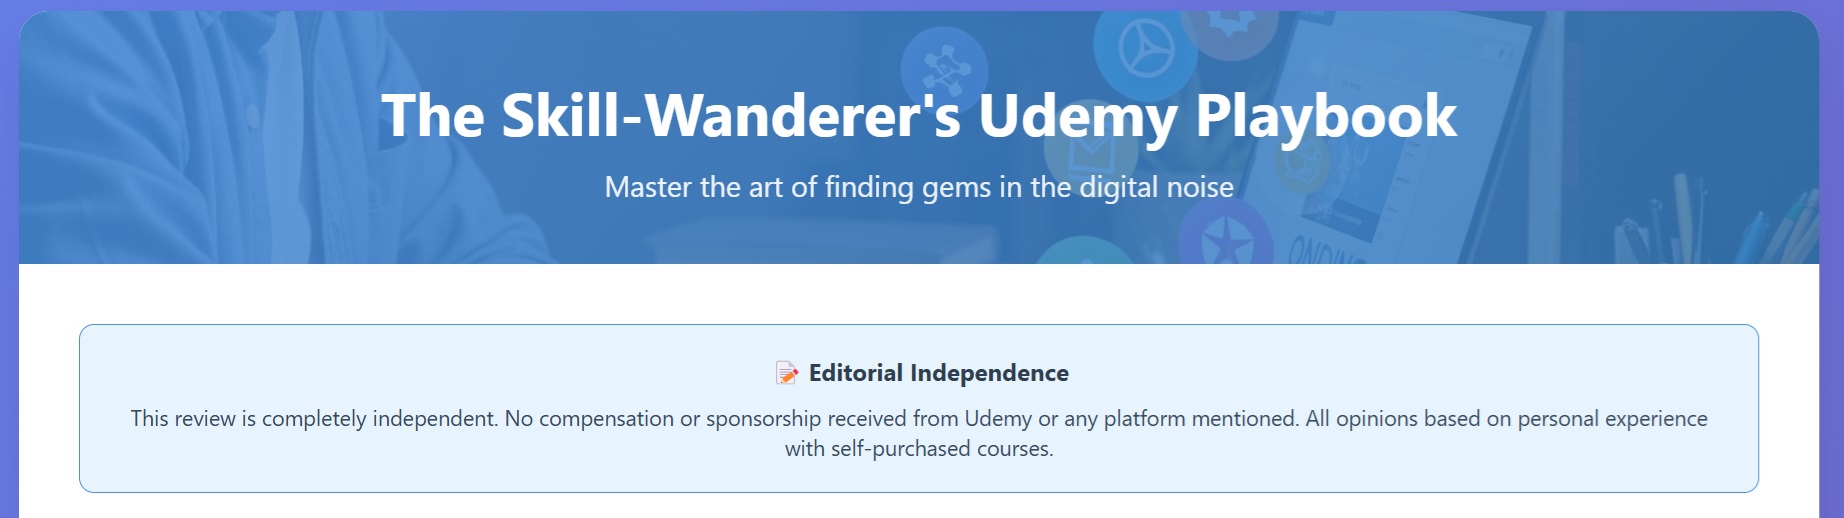 The Skill-Wanderer's Udemy Playbook
Master the art of finding gems in the digital noise
📝 Editorial Independence
This review is completely independent. No compensation or sponsorship received from Udemy or any platform mentioned. All opinions based on personal experience
with self-purchased courses.